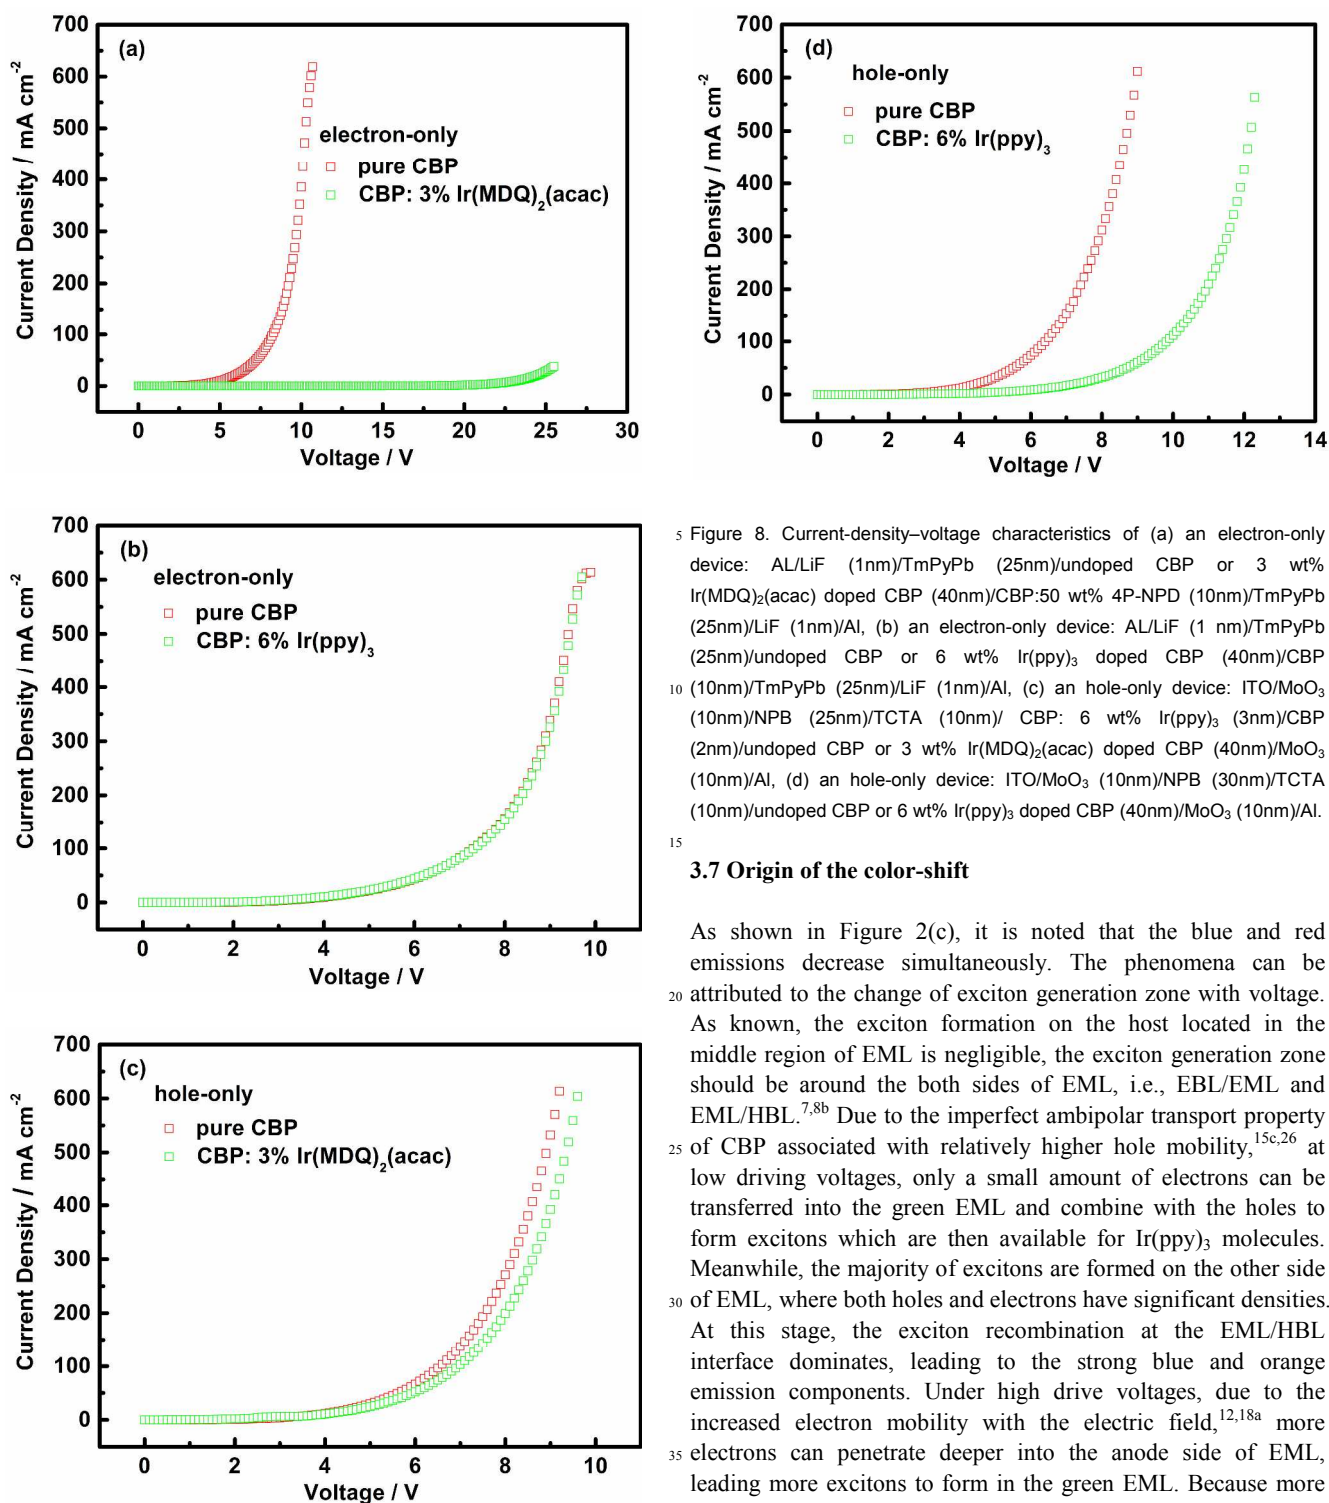 700
600
500
400
300
200
100
0
Current Density / mA cm⁻²
(a)
electron-only
pure CBP
CBP: 3% Ir(MDQ)₂(acac)
0 5 10 15 20 25 30
Voltage / V
700
600
500
400
300
200
100
0
Current Density / mA cm⁻²
(b)
electron-only
pure CBP
CBP: 6% Ir(ppy)₃
0 2 4 6 8 10
Voltage / V
700
600
500
400
300
200
100
0
Current Density / mA cm⁻²
(c)
hole-only
pure CBP
CBP: 3% Ir(MDQ)₂(acac)
0 2 4 6 8 10
Voltage / V
700
600
500
400
300
200
100
0
Current Density / mA cm⁻²
(d)
hole-only
pure CBP
CBP: 6% Ir(ppy)₃
0 2 4 6 8 10 12 14
Voltage / V
5 Figure 8. Current-density–voltage characteristics of (a) an electron-only
device: AL/LiF (1nm)/TmPyPb (25nm)/undoped CBP or 3 wt%
Ir(MDQ)₂(acac) doped CBP (40nm)/CBP:50 wt% 4P-NPD (10nm)/TmPyPb
(25nm)/LiF (1nm)/Al, (b) an electron-only device: AL/LiF (1 nm)/TmPyPb
(25nm)/undoped CBP or 6 wt% Ir(ppy)₃ doped CBP (40nm)/CBP
10 (10nm)/TmPyPb (25nm)/LiF (1nm)/Al, (c) an hole-only device: ITO/MoO₃
(10nm)/NPB (25nm)/TCTA (10nm)/ CBP: 6 wt% Ir(ppy)₃ (3nm)/CBP
(2nm)/undoped CBP or 3 wt% Ir(MDQ)₂(acac) doped CBP (40nm)/MoO₃
(10nm)/Al, (d) an hole-only device: ITO/MoO₃ (10nm)/NPB (30nm)/TCTA
(10nm)/undoped CBP or 6 wt% Ir(ppy)₃ doped CBP (40nm)/MoO₃ (10nm)/Al.
15
3.7 Origin of the color-shift
As shown in Figure 2(c), it is noted that the blue and red
emissions decrease simultaneously. The phenomena can be
20 attributed to the change of exciton generation zone with voltage.
As known, the exciton formation on the host located in the
middle region of EML is negligible, the exciton generation zone
should be around the both sides of EML, i.e., EBL/EML and
EML/HBL.⁷,⁸ᵇ Due to the imperfect ambipolar transport property
25 of CBP associated with relatively higher hole mobility,¹⁵ᶜ,²⁶ at
low driving voltages, only a small amount of electrons can be
transferred into the green EML and combine with the holes to
form excitons which are then available for Ir(ppy)₃ molecules.
Meanwhile, the majority of excitons are formed on the other side
30 of EML, where both holes and electrons have significant densities.
At this stage, the exciton recombination at the EML/HBL
interface dominates, leading to the strong blue and orange
emission components. Under high drive voltages, due to the
increased electron mobility with the electric field,¹²,¹⁸ᵃ more
35 electrons can penetrate deeper into the anode side of EML,
leading more excitons to form in the green EML. Because more